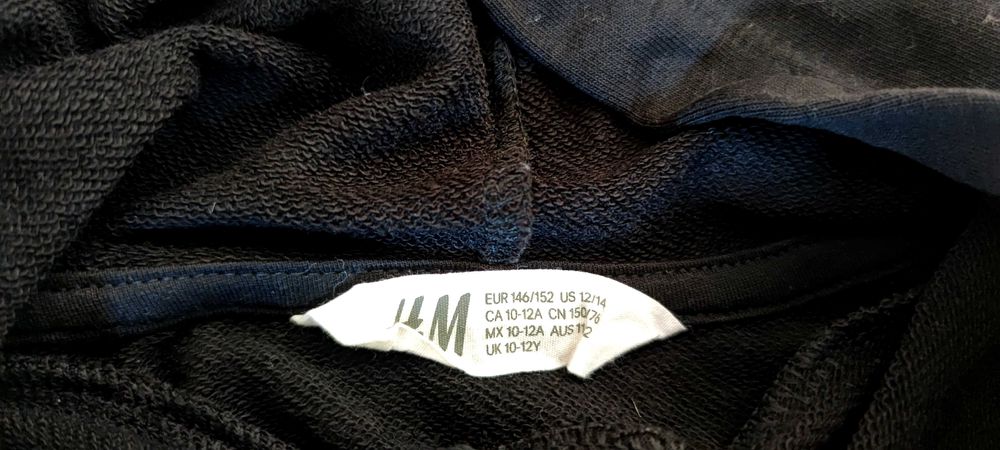 H&M
EUR 146/152 US 12/14
CA 10-12A CN 150/76
MX 10-12A AUS
UK 10-12Y